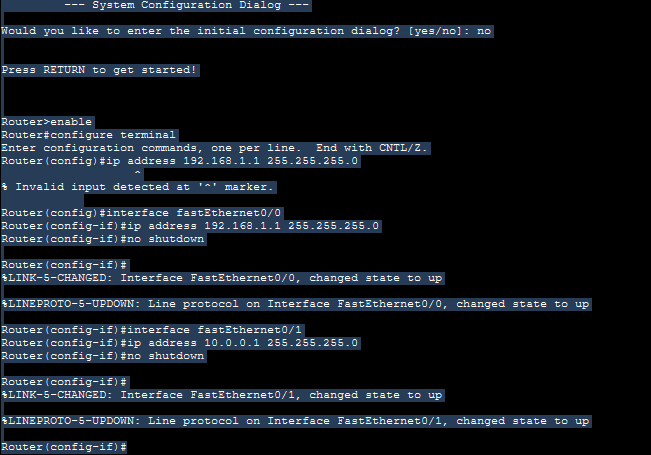 --- System Configuration Dialog ---
Would you like to enter the initial configuration dialog? [yes/no]: no
Press RETURN to get started!
Router>enable
Router#configure terminal
Enter configuration commands, one per line.  End with CNTL/Z.
Router(config)#ip address 192.168.1.1 255.255.255.0
^
% Invalid input detected at '^' marker.
Router(config)#interface fastEthernet0/0
Router(config-if)#ip address 192.168.1.1 255.255.255.0
Router(config-if)#no shutdown
Router(config-if)#
%LINK-5-CHANGED: Interface FastEthernet0/0, changed state to up
%LINEPROTO-5-UPDOWN: Line protocol on Interface FastEthernet0/0, changed state to up
Router(config-if)#interface fastEthernet0/1
Router(config-if)#ip address 10.0.0.1 255.255.255.0
Router(config-if)#no shutdown
Router(config-if)#
%LINK-5-CHANGED: Interface FastEthernet0/1, changed state to up
%LINEPROTO-5-UPDOWN: Line protocol on Interface FastEthernet0/1, changed state to up
Router(config-if)#